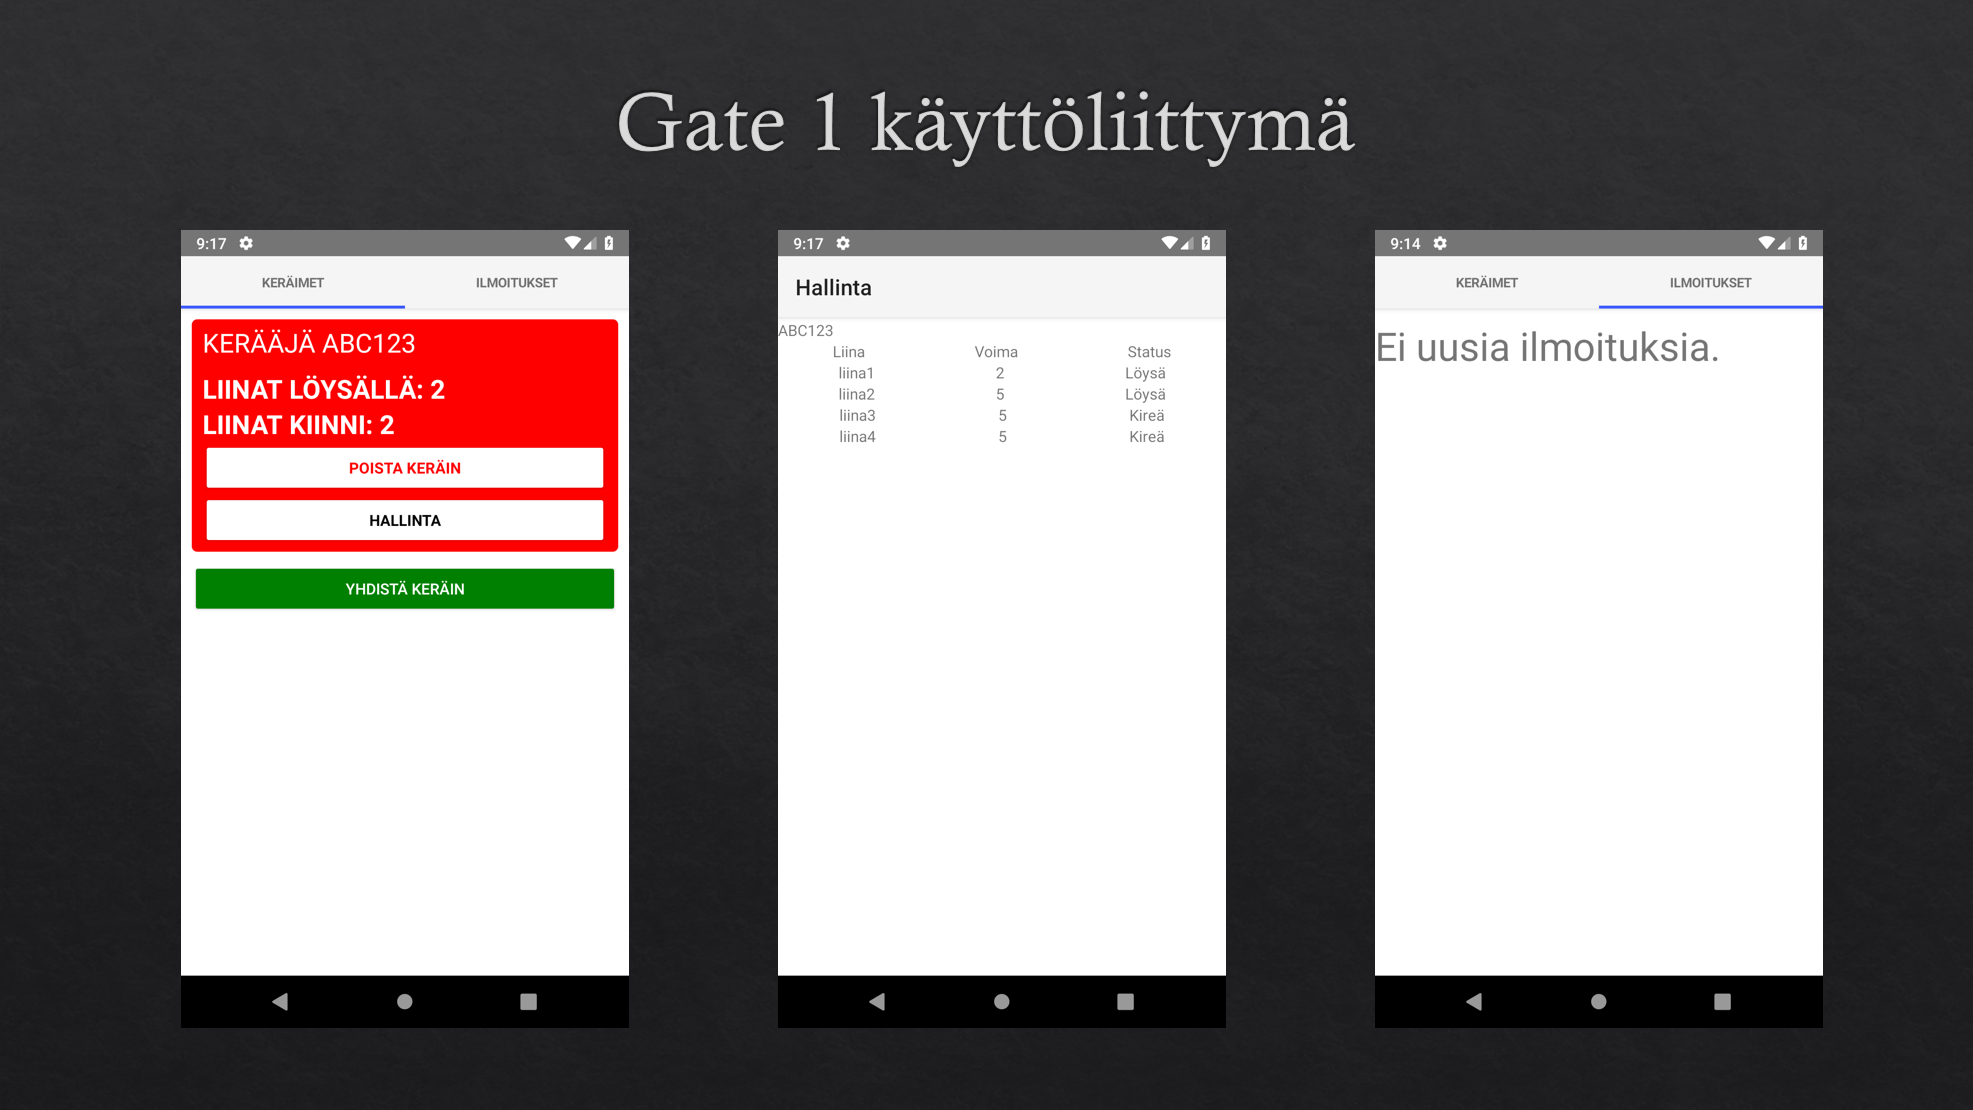 Gate 1 käyttöliittymä
9:17
KERÄIMET ILMOITUKSET
KERÄÄJÄ ABC123
LIINAT LÖYSÄLLÄ: 2
LIINAT KIINNI: 2
POISTA KERÄIN
HALLINTA
YHDISTÄ KERÄIN
9:17
Hallinta
ABC123
Liina Voima Status
liina1 2 Löysä
liina2 5 Löysä
liina3 5 Kireä
liina4 5 Kireä
9:14
KERÄIMET ILMOITUKSET
Ei uusia ilmoituksia.